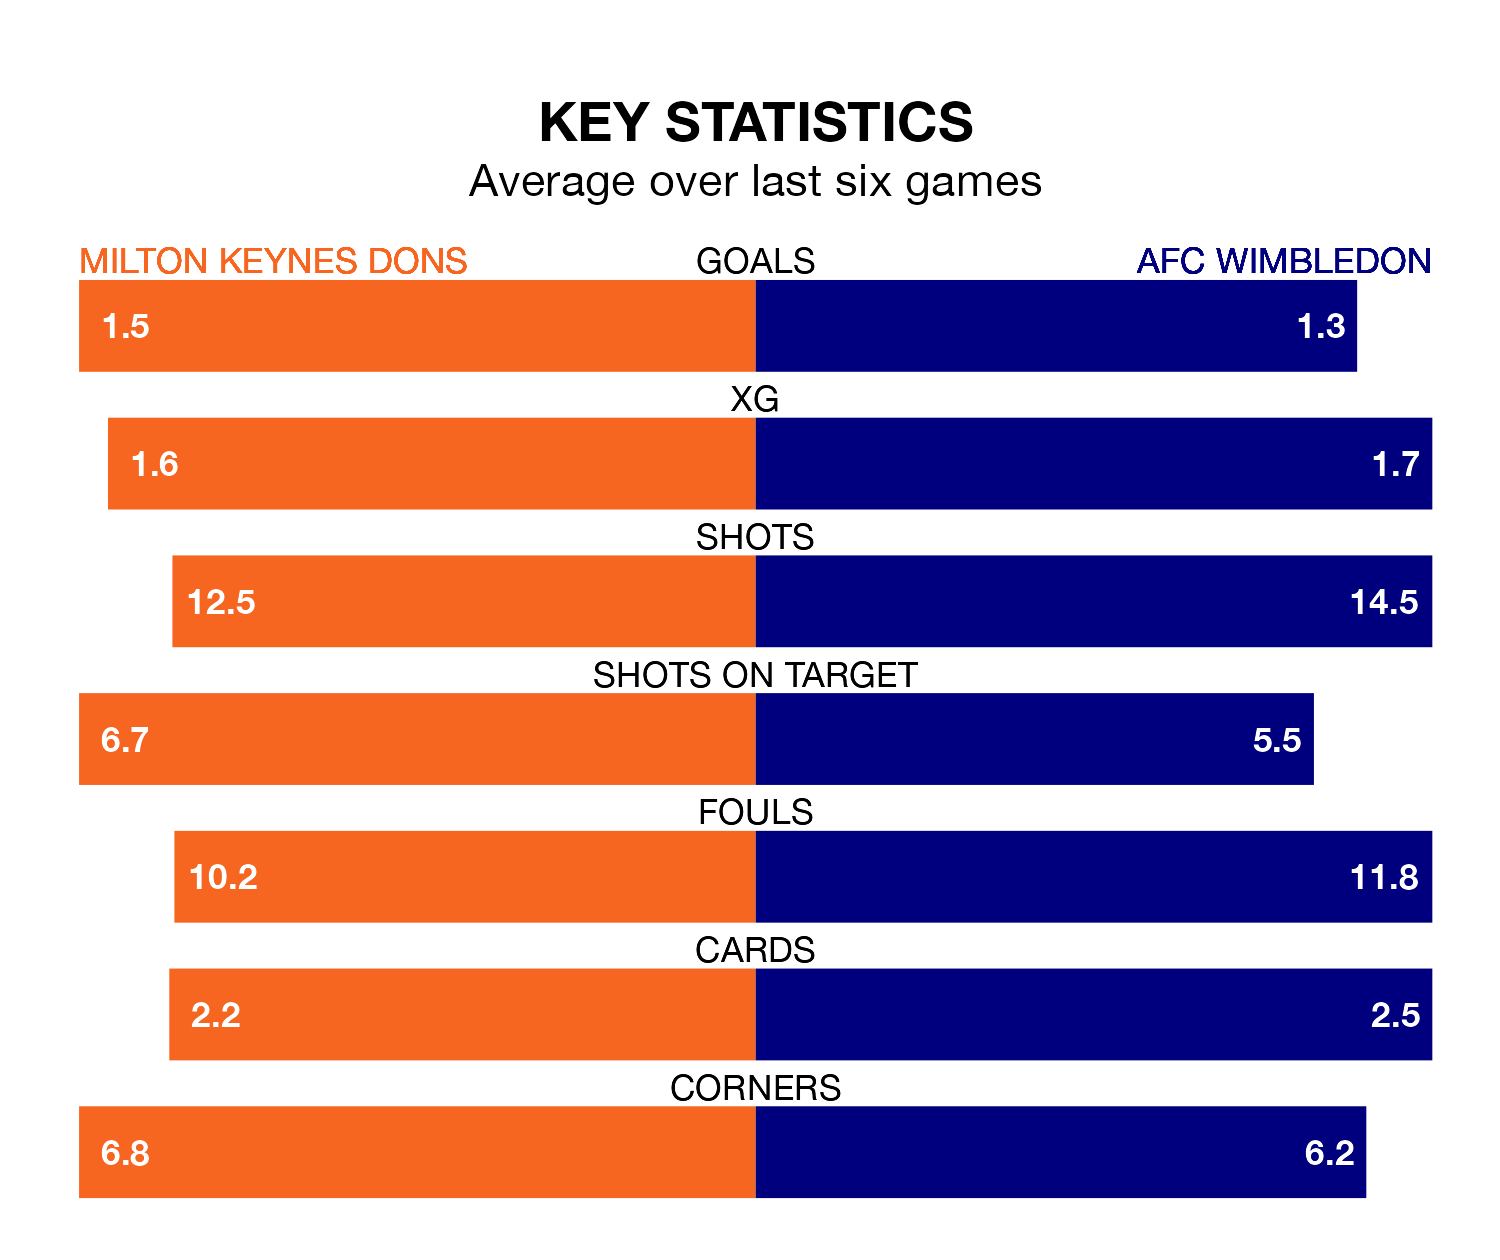 KEY STATISTICS
Average over last six games
MILTON KEYNES DONS GOALS AFC WIMBLEDON
1.5 1.3
XG
1.6 1.7
SHOTS
12.5 14.5
SHOTS ON TARGET
6.7 5.5
FOULS
10.2 11.8
CARDS
2.2 2.5
CORNERS
6.8 6.2